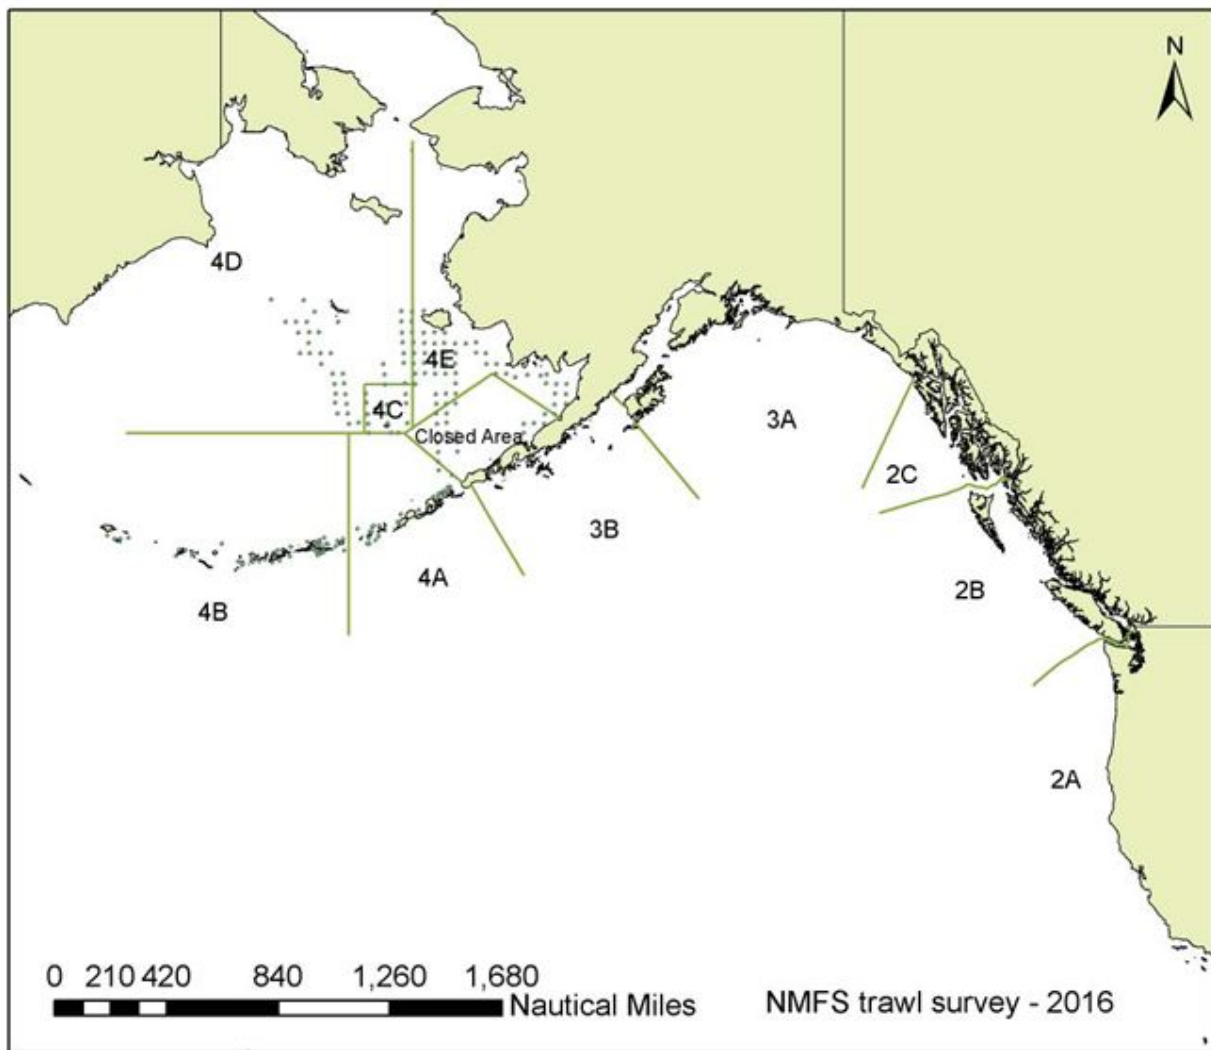 N
4D
4E
4C
Closed Area
3A
2C
3B
4A
2B
4B
2A
0 210 420 840 1,260 1,680
Nautical Miles
NMFS trawl survey - 2016